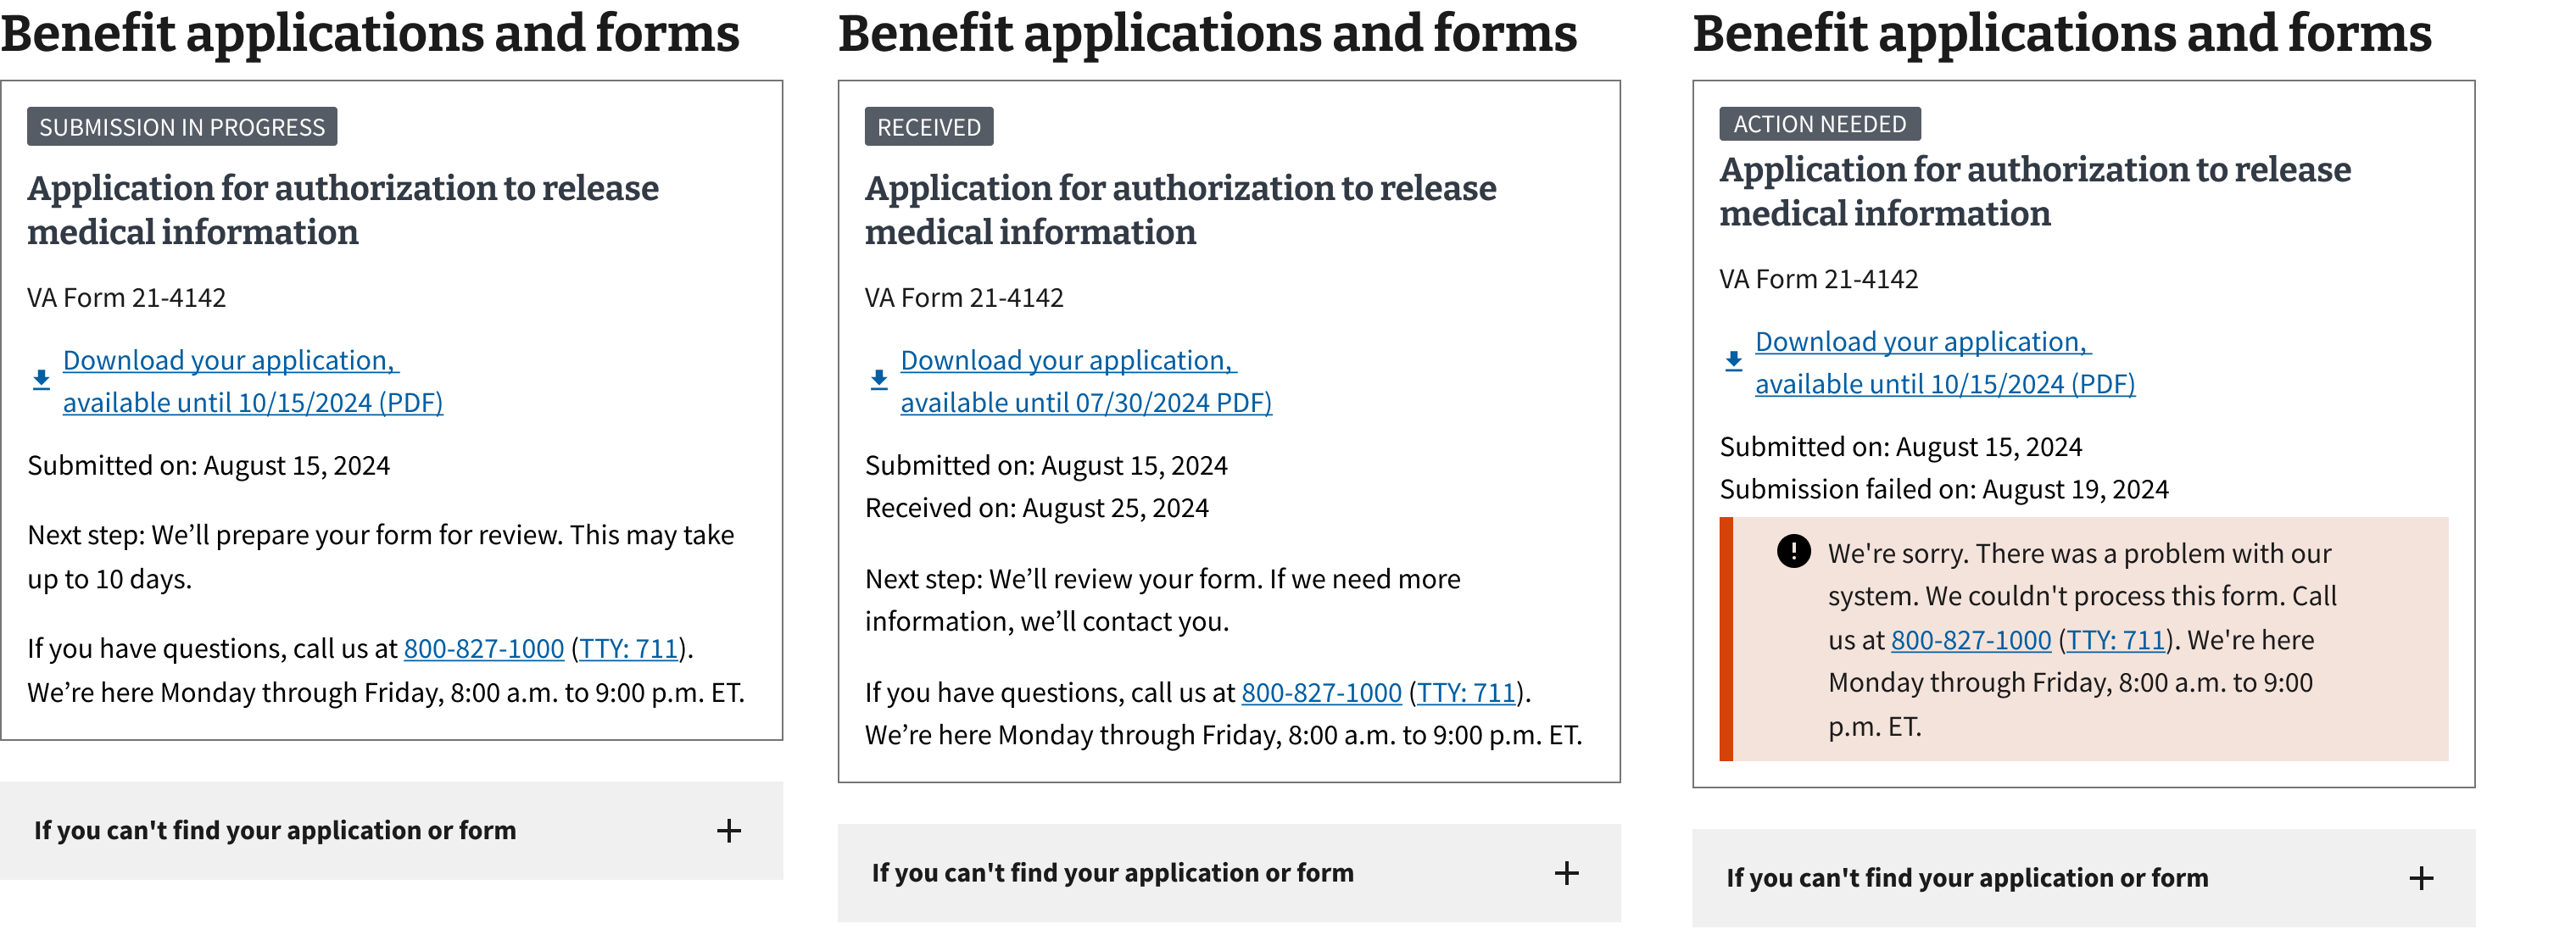 Benefit applications and forms
SUBMISSION IN PROGRESS
Application for authorization to release
medical information
VA Form 21-4142
Download your application,
available until 10/15/2024 (PDF)
Submitted on: August 15, 2024
Next step: We’ll prepare your form for review. This may take
up to 10 days.
If you have questions, call us at 800-827-1000 (TTY: 711).
We’re here Monday through Friday, 8:00 a.m. to 9:00 p.m. ET.
If you can't find your application or form
Benefit applications and forms
RECEIVED
Application for authorization to release
medical information
VA Form 21-4142
Download your application,
available until 07/30/2024 PDF)
Submitted on: August 15, 2024
Received on: August 25, 2024
Next step: We’ll review your form. If we need more
information, we’ll contact you.
If you have questions, call us at 800-827-1000 (TTY: 711).
We’re here Monday through Friday, 8:00 a.m. to 9:00 p.m. ET.
If you can't find your application or form
Benefit applications and forms
ACTION NEEDED
Application for authorization to release
medical information
VA Form 21-4142
Download your application,
available until 10/15/2024 (PDF)
Submitted on: August 15, 2024
Submission failed on: August 19, 2024
We're sorry. There was a problem with our
system. We couldn't process this form. Call
us at 800-827-1000 (TTY: 711). We're here
Monday through Friday, 8:00 a.m. to 9:00
p.m. ET.
If you can't find your application or form